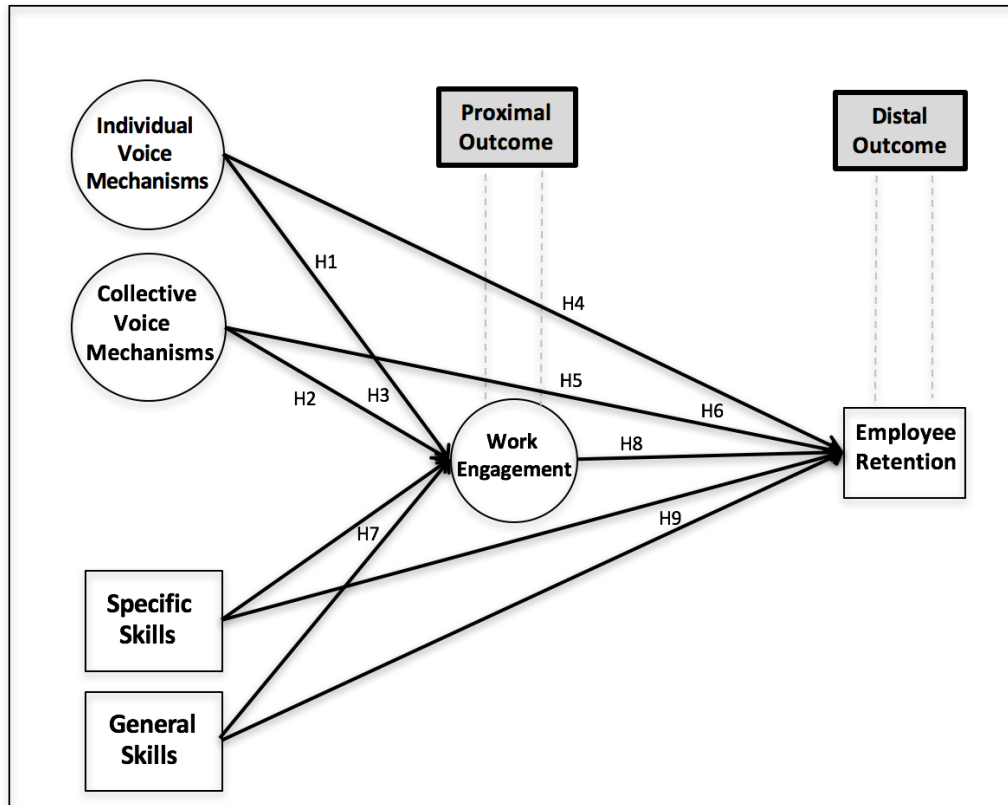 Individual
Voice
Mechanisms
Proximal
Outcome
Distal
Outcome
H1
Collective
Voice
Mechanisms
H4
H2
H3
H5
H6
Work
Engagement
H8
Employee
Retention
H7
H9
Specific
Skills
General
Skills